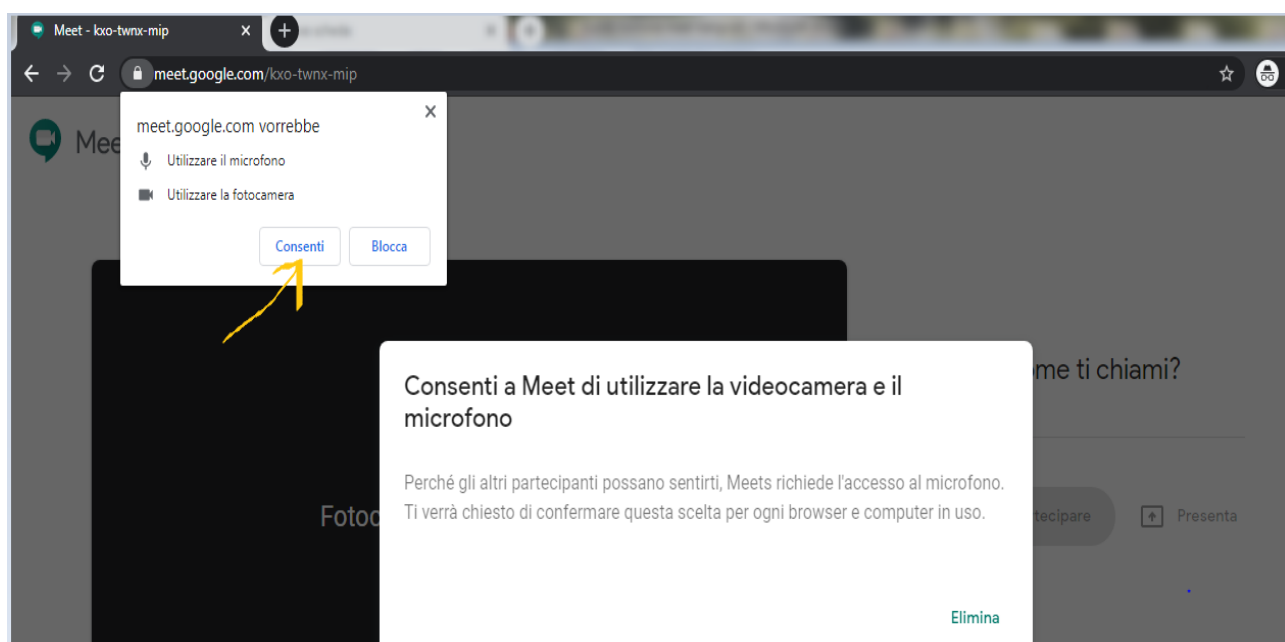 Meet - kxo-twnx-mip
meet.google.com/kxo-twnx-mip
meet.google.com vorrebbe
Utilizzare il microfono
Utilizzare la fotocamera
Consenti Blocca
Mee
Consenti a Meet di utilizzare la videocamera e il
microfono
Perché gli altri partecipanti possano sentirti, Meets richiede l'accesso al microfono.
Ti verrà chiesto di confermare questa scelta per ogni browser e computer in uso.
Elimina
Fotoc
ome ti chiami?
tecipare Presenta